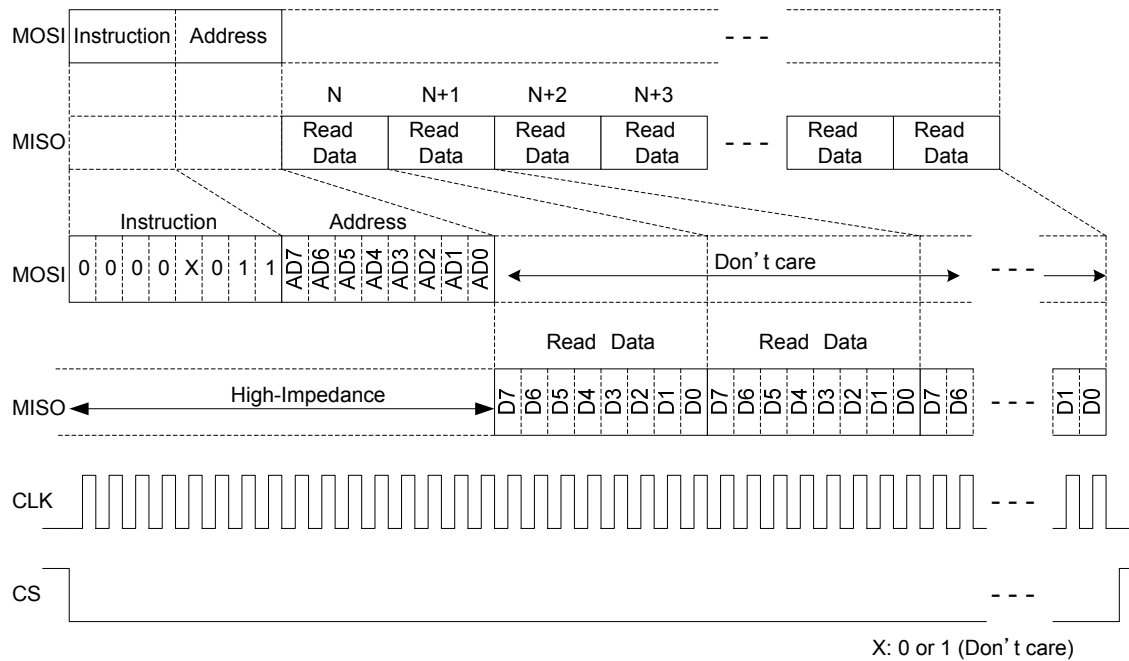 MOSI Instruction Address - - -
N N+1 N+2 N+3
MISO Read Data Read Data Read Data Read Data - - - Read Data Read Data
Instruction Address
MOSI 0 0 0 0 X 0 1 1 AD7 AD6 AD5 AD4 AD3 AD2 AD1 AD0 Don't care - - -
Read Data Read Data
MISO High-Impedance D7 D6 D5 D4 D3 D2 D1 D0 D7 D6 D5 D4 D3 D2 D1 D0 D7 D6 - - - D1 D0
CLK - - -
CS - - -
X: 0 or 1 (Don't care)